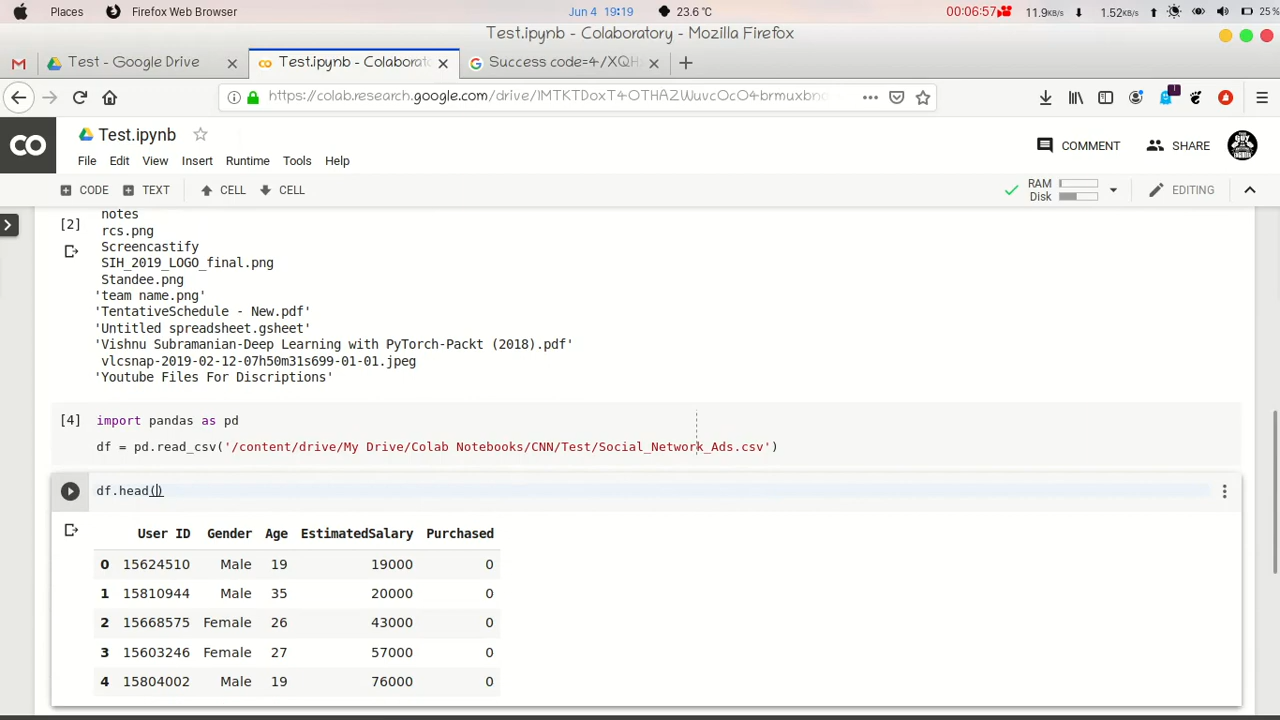 Places Firefox Web Browser Jun 4 19:19 23.6 °C 00:06:57 11.9KB/s 1.52KB/s 25%
Test.ipynb - Colaboratory - Mozilla Firefox
Test - Google Drive Test.ipynb - Colaborato Success code=4/XQH
https://colab.research.google.com/drive/1MTKTDoxT4OTHAZWuvcOcO4brmuxbno
1
CO Test.ipynb COMMENT SHARE
File Edit View Insert Runtime Tools Help
CODE TEXT CELL CELL RAM Disk EDITING
notes
[2] rcs.png
Screencastify
SIH_2019_LOGO_final.png
Standee.png
'team name.png'
'TentativeSchedule - New.pdf'
'Untitled spreadsheet.gsheet'
'Vishnu Subramanian-Deep Learning with PyTorch-Packt (2018).pdf'
vlcsnap-2019-02-12-07h50m31s699-01-01.jpeg
'Youtube Files For Discriptions'
[4] import pandas as pd
df = pd.read_csv('/content/drive/My Drive/Colab Notebooks/CNN/Test/Social_Network_Ads.csv')
df.head()
User ID Gender Age EstimatedSalary Purchased
0 15624510 Male 19 19000 0
1 15810944 Male 35 20000 0
2 15668575 Female 26 43000 0
3 15603246 Female 27 57000 0
4 15804002 Male 19 76000 0